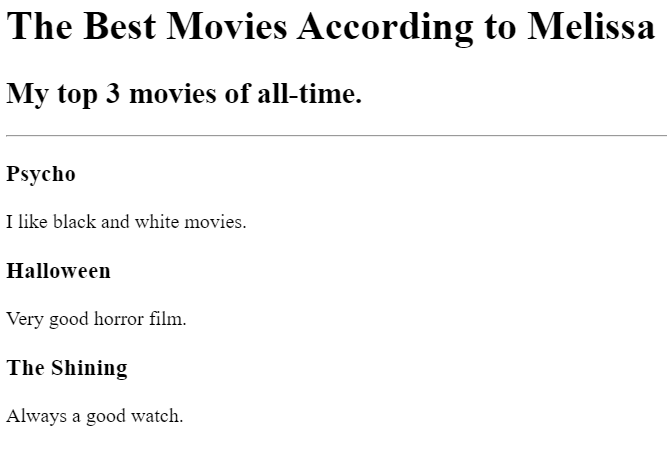 The Best Movies According to Melissa
My top 3 movies of all-time.
Psycho
I like black and white movies.
Halloween
Very good horror film.
The Shining
Always a good watch.